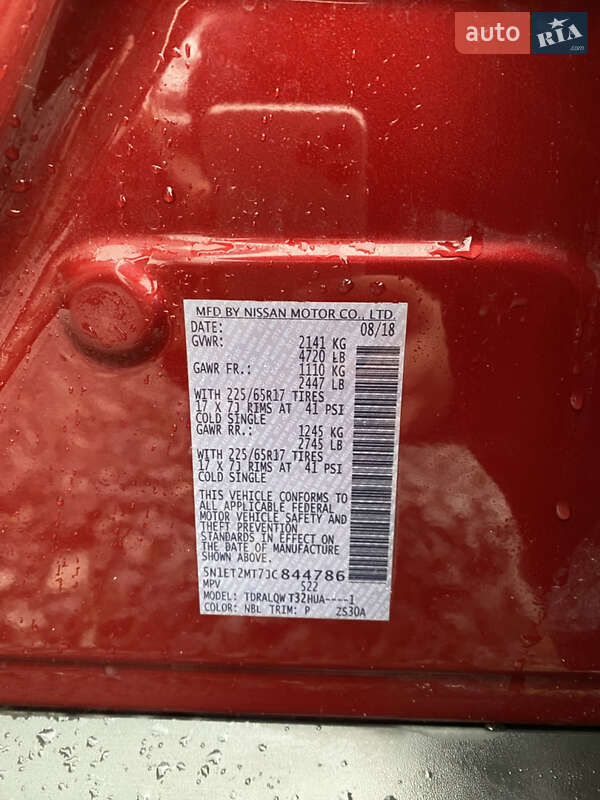 auto RIA .com
MFD BY NISSAN MOTOR CO., LTD.
DATE: 08/18
GVWR: 2141 KG
4720 LB
GAWR FR.: 1110 KG
2447 LB
WITH 225/65R17 TIRES
17 X 7J RIMS AT 41 PSI
COLD SINGLE
GAWR RR.: 1245 KG
2745 LB
WITH 225/65R17 TIRES
17 X 7J RIMS AT 41 PSI
COLD SINGLE
THIS VEHICLE CONFORMS TO
ALL APPLICABLE FEDERAL
MOTOR VEHICLE SAFETY AND
THEFT PREVENTION
STANDARDS IN EFFECT ON
THE DATE OF MANUFACTURE
SHOWN ABOVE.
5N1ET2MT7JC844786
MPV S22
MODEL: TDRALQW T32HUA----1
COLOR: NBL TRIM: P 2S30A